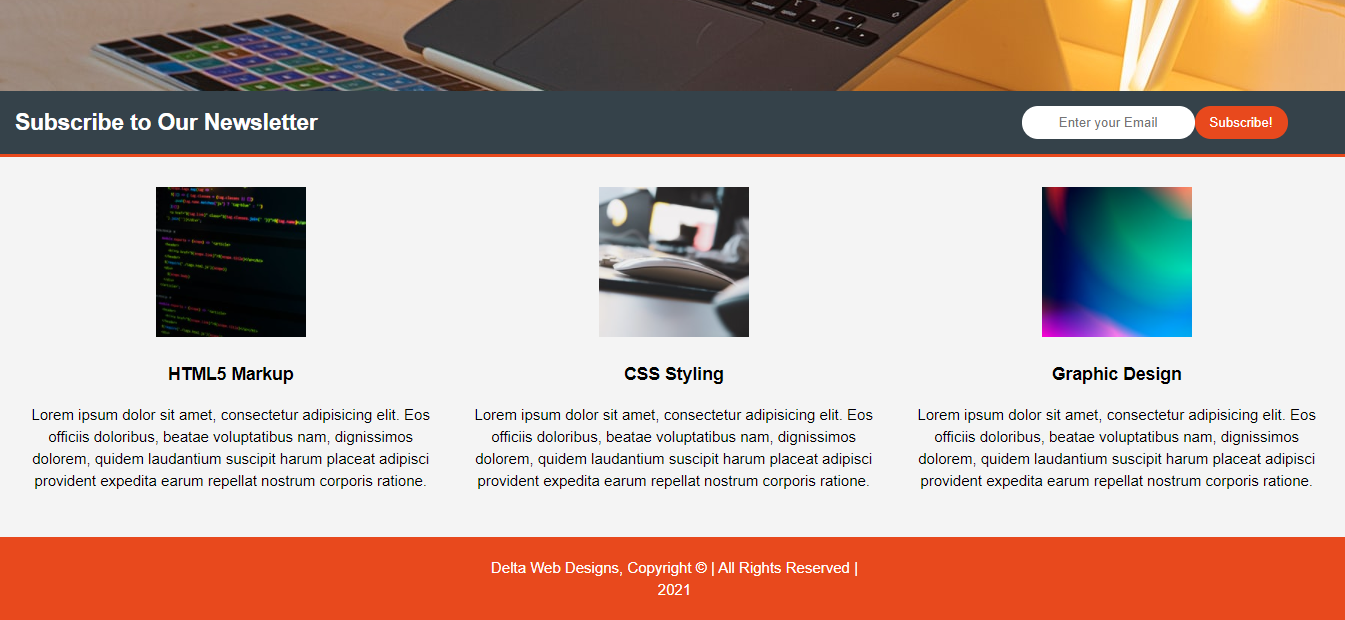 Subscribe to Our Newsletter
Enter your Email
Subscribe!
HTML5 Markup
Lorem ipsum dolor sit amet, consectetur adipisicing elit. Eos
officiis doloribus, beatae voluptatibus nam, dignissimos
dolorem, quidem laudantium suscipit harum placeat adipisci
provident expedita earum repellat nostrum corporis ratione.
CSS Styling
Lorem ipsum dolor sit amet, consectetur adipisicing elit. Eos
officiis doloribus, beatae voluptatibus nam, dignissimos
dolorem, quidem laudantium suscipit harum placeat adipisci
provident expedita earum repellat nostrum corporis ratione.
Graphic Design
Lorem ipsum dolor sit amet, consectetur adipisicing elit. Eos
officiis doloribus, beatae voluptatibus nam, dignissimos
dolorem, quidem laudantium suscipit harum placeat adipisci
provident expedita earum repellat nostrum corporis ratione.
Delta Web Designs, Copyright © | All Rights Reserved |
2021